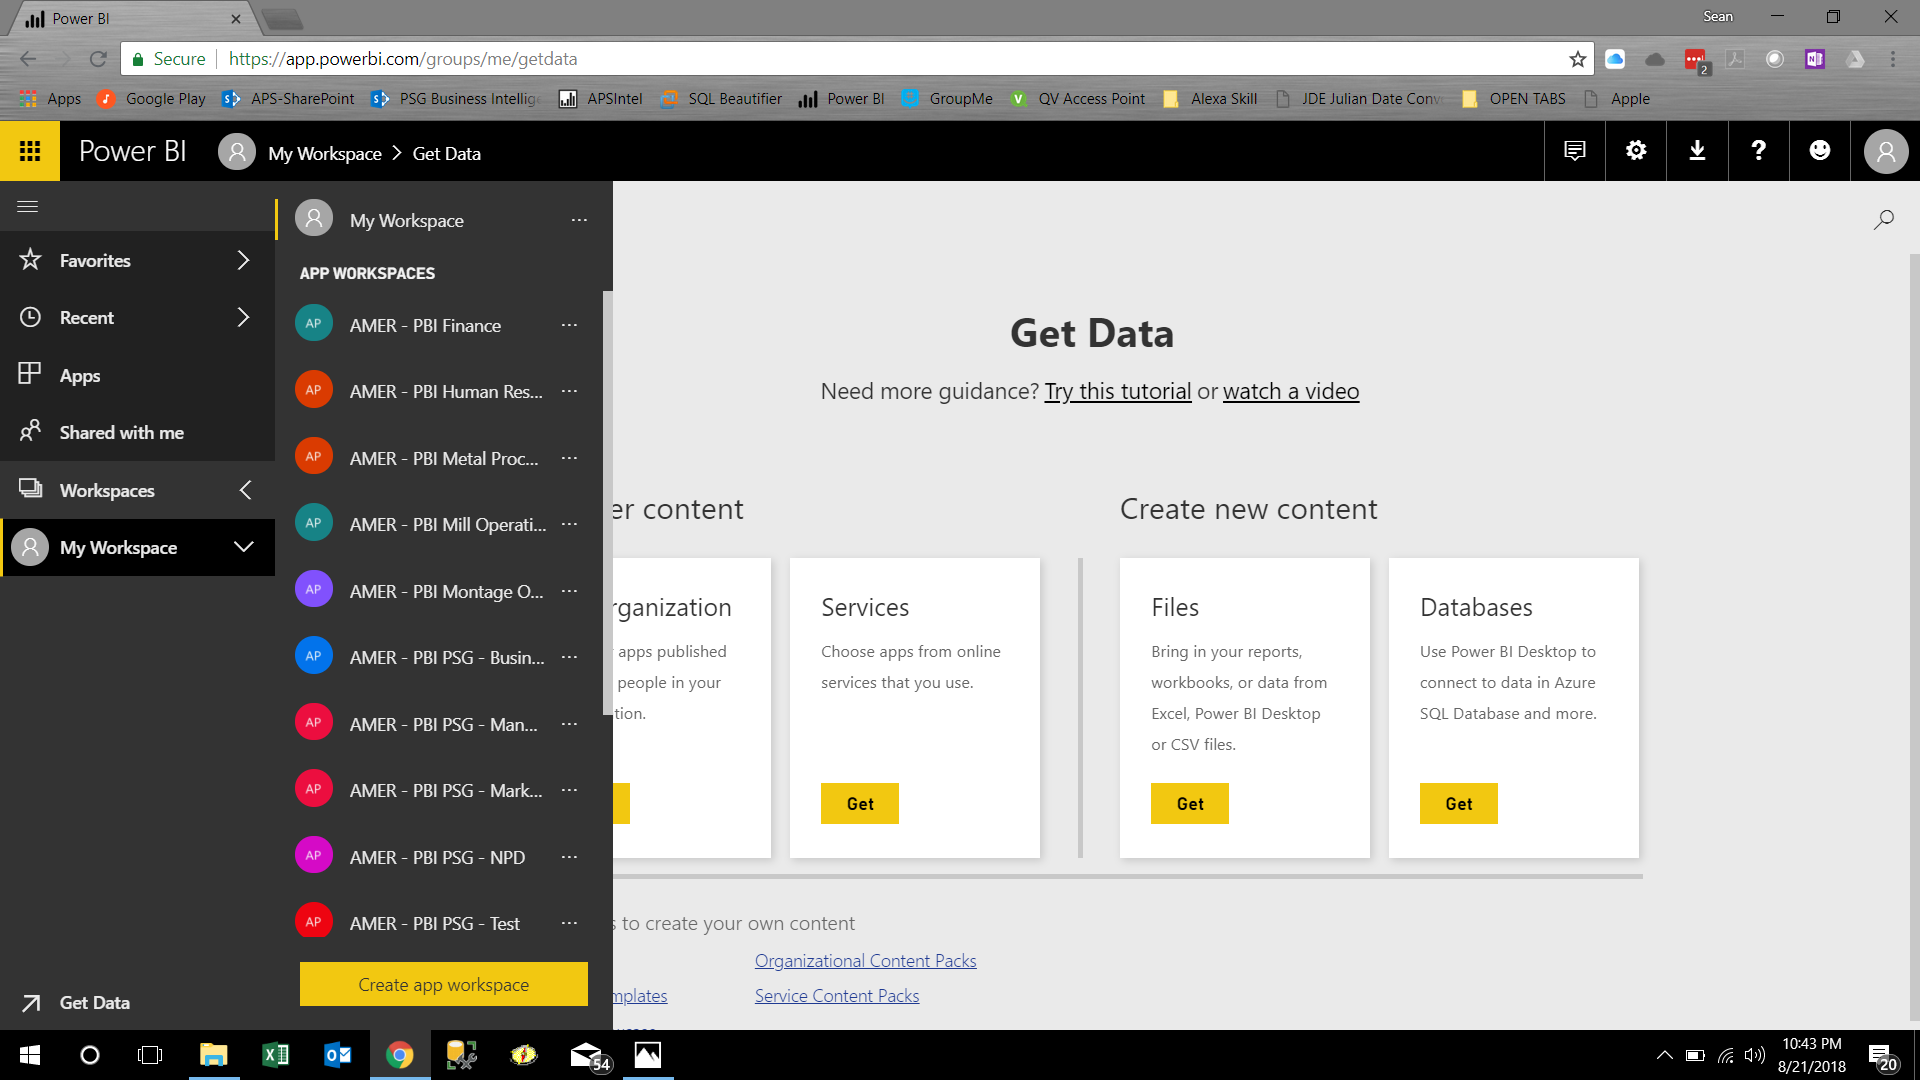 Power BI
Sean
Secure
https://app.powerbi.com/groups/me/getdata
2
Apps
Google Play
APS-SharePoint
PSG Business Intellig
APSIntel
SQL Beautifier
Power BI
GroupMe
QV Access Point
Alexa Skill
JDE Julian Date Conv
OPEN TABS
Apple
Power BI
My Workspace > Get Data
?
My Workspace ...
APP WORKSPACES
Favorites
Recent
Apps
Shared with me
Workspaces
My Workspace
Get Data
AP AMER - PBI Finance ...
AP AMER - PBI Human Res... ...
AP AMER - PBI Metal Proc... ...
AP AMER - PBI Mill Operati... ...
AP AMER - PBI Montage O... ...
AP AMER - PBI PSG - Busin... ...
AP AMER - PBI PSG - Man... ...
AP AMER - PBI PSG - Mark... ...
AP AMER - PBI PSG - NPD ...
AP AMER - PBI PSG - Test ...
Create app workspace
Get Data
Need more guidance? Try this tutorial or watch a video
er content
rganization
apps published
people in your
tion.
Services
Choose apps from online
services that you use.
Get
Create new content
Files
Bring in your reports,
workbooks, or data from
Excel, Power BI Desktop
or CSV files.
Get
Databases
Use Power BI Desktop to
connect to data in Azure
SQL Database and more.
Get
s to create your own content
Organizational Content Packs
mplates
Service Content Packs
54
10:43 PM
8/21/2018
20